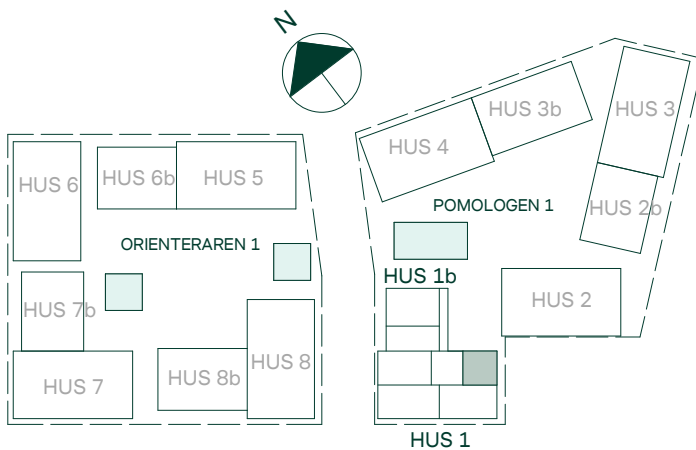 N
HUS 3b
HUS 3
HUS 4
HUS 6
HUS 6b
HUS 5
POMOLOGEN 1
HUS 2b
ORIENTERAREN 1
HUS 1b
HUS 2
HUS 7b
HUS 8
HUS 8b
HUS 7
HUS 1